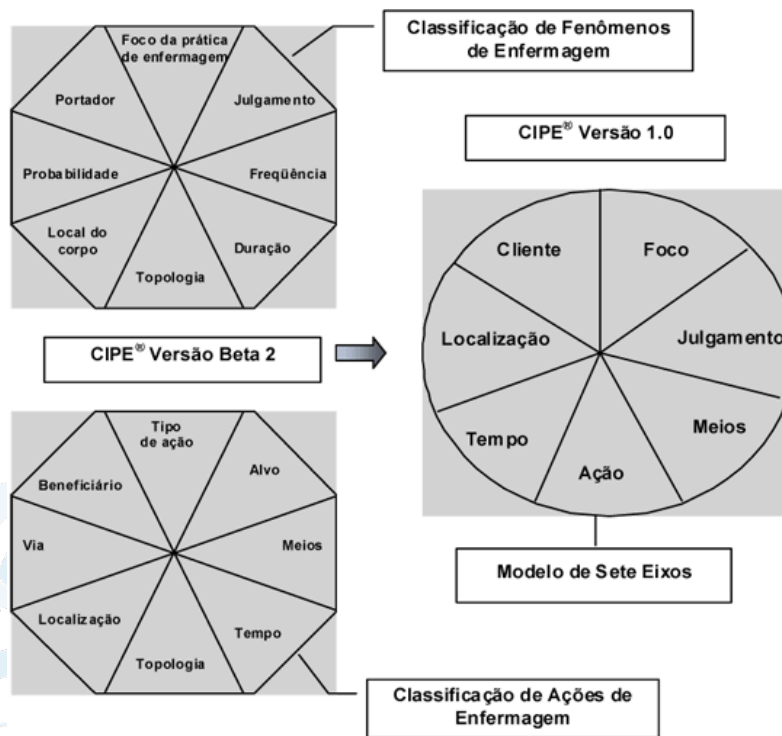 Classificação de Fenômenos
de Enfermagem
Foco da prática
de enfermagem
Portador
Julgamento
Probabilidade
Freqüência
Local do
corpo
Duração
Topologia
CIPE® Versão Beta 2
Tipo
de ação
Beneficiário
Alvo
Via
Meios
Localização
Tempo
Topologia
Classificação de Ações de
Enfermagem
CIPE® Versão 1.0
Cliente
Foco
Localização
Julgamento
Tempo
Meios
Ação
Modelo de Sete Eixos